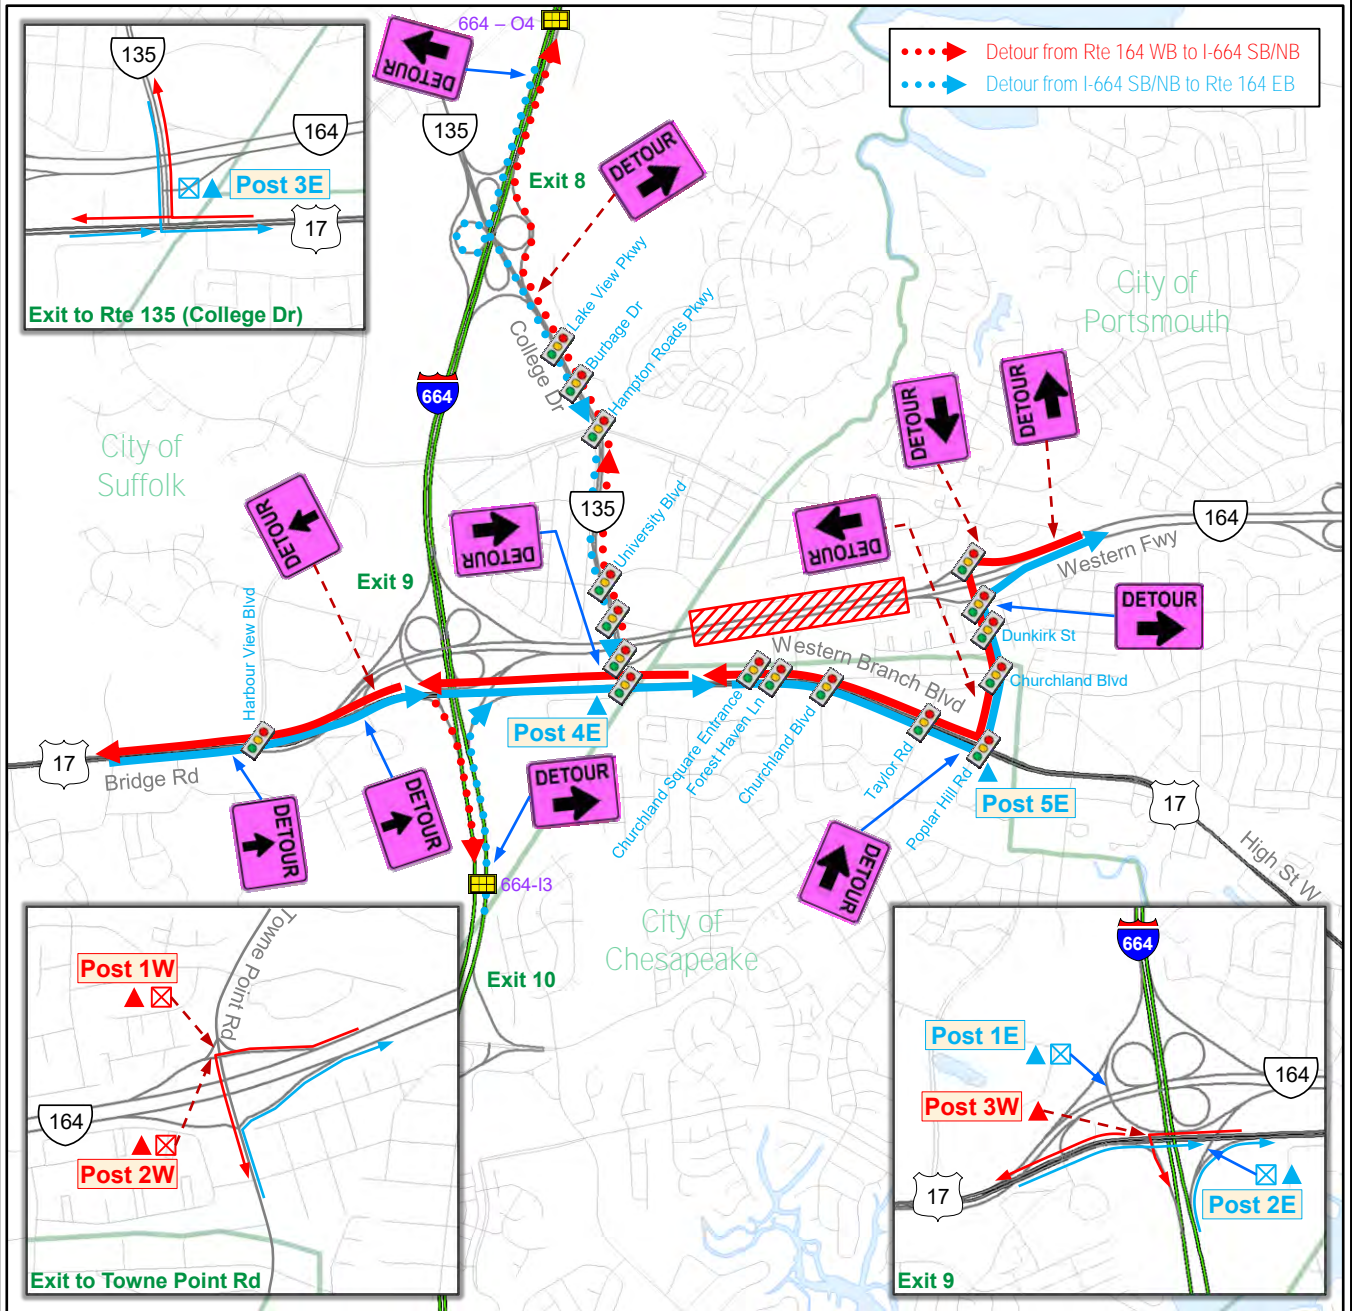 135
164
Post 3E
17
Exit to Rte 135 (College Dr)
664 – O4
DETOUR
135
Exit 8
DETOUR
Detour from Rte 164 WB to I-664 SB/NB
Detour from I-664 SB/NB to Rte 164 EB
Lake View Pkwy
Burbage Dr
Hampton Roads Pkwy
College Dr
City of
Portsmouth
664
City of
Suffolk
DETOUR
DETOUR
DETOUR
DETOUR
135
University Blvd
DETOUR
164
Western Fwy
Exit 9
DETOUR
Dunkirk St
Harbour View Blvd
Western Branch Blvd
Churchland Blvd
Post 4E
17
Bridge Rd
Churchland Square Entrance
Forest Haven Ln
Churchland Blvd
Taylor Rd
Poplar Hill Rd
Post 5E
17
High St W
DETOUR
DETOUR
DETOUR
DETOUR
664-I3
City of
Chesapeake
Exit 10
Towne Point Rd
Post 1W
164
Post 2W
Exit to Towne Point Rd
664
Post 1E
164
Post 3W
17
Post 2E
Exit 9